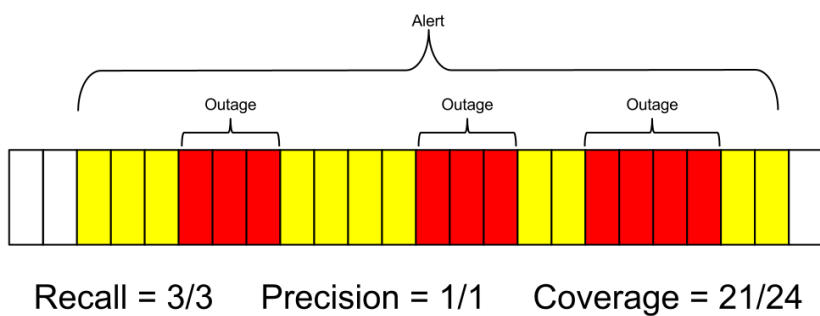 Alert
Outage Outage Outage
Recall = 3/3 Precision = 1/1 Coverage = 21/24